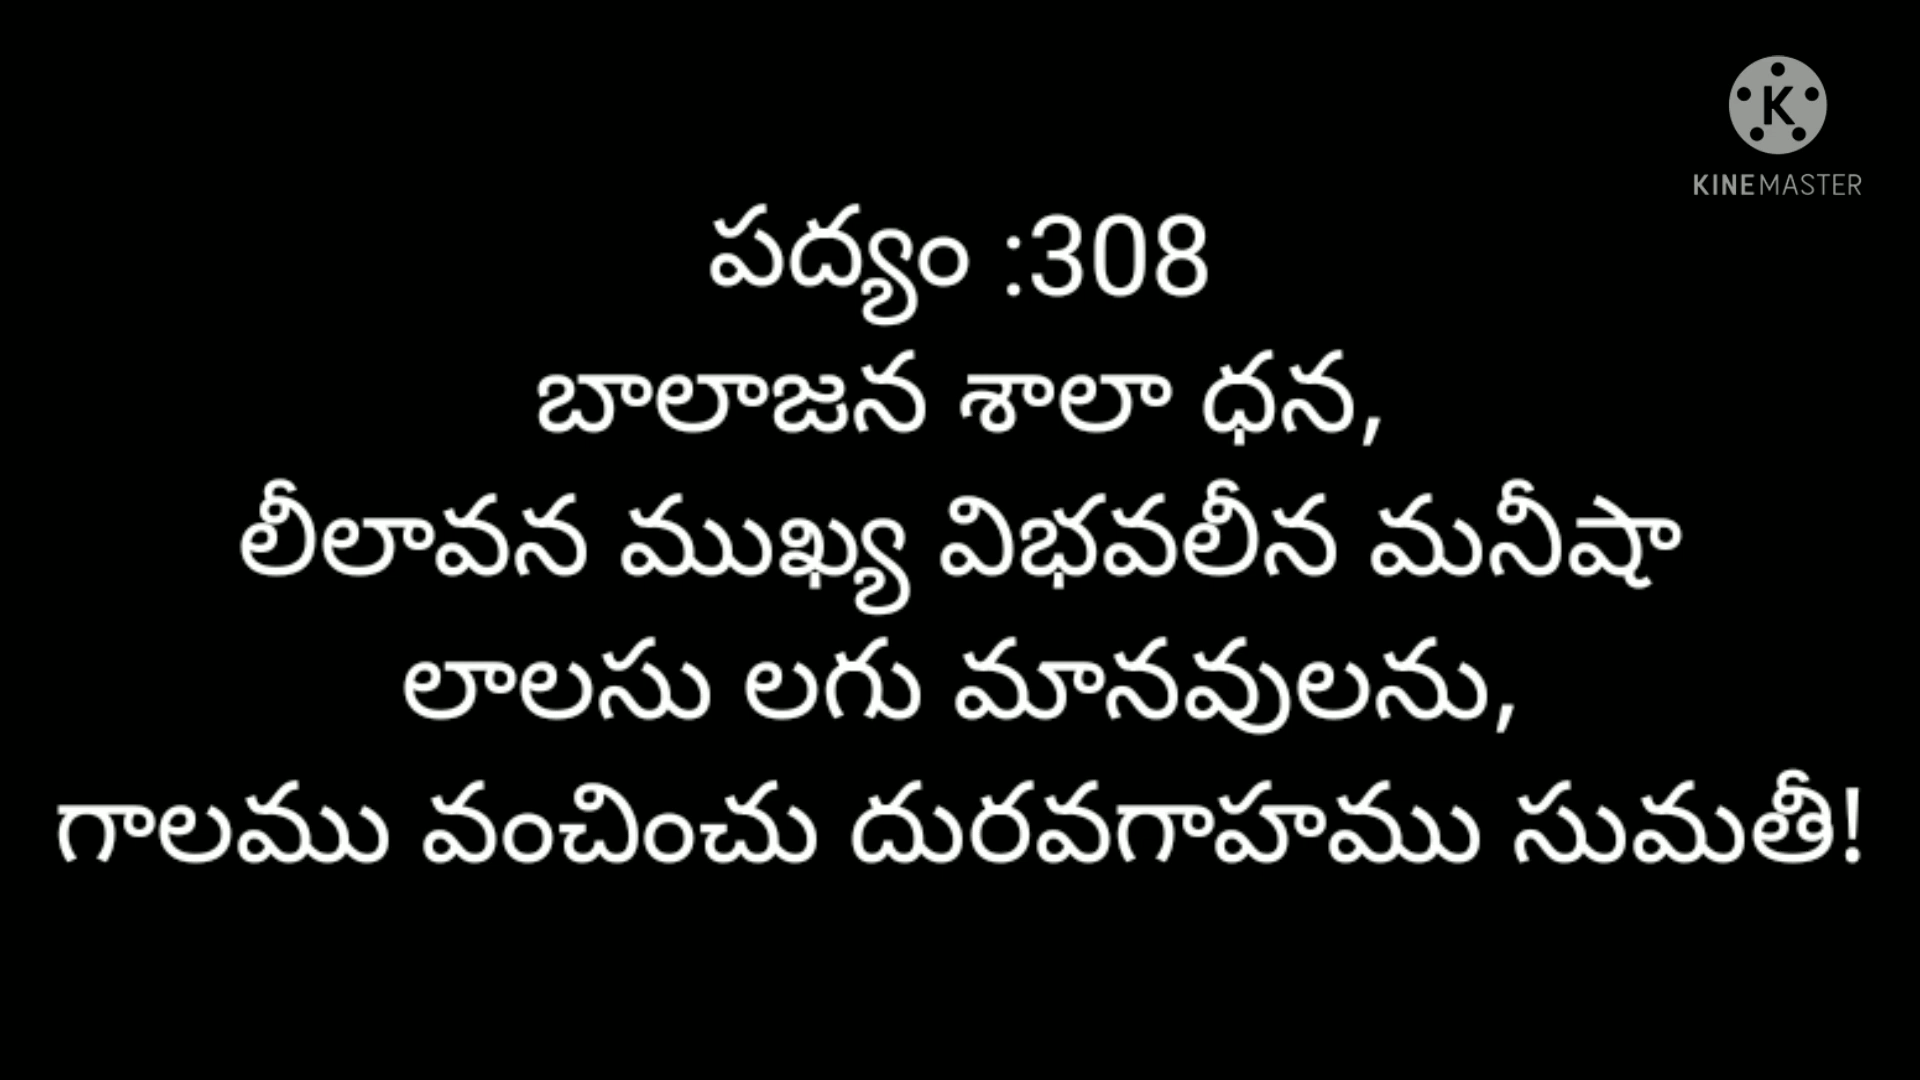 K
KINEMASTER
పద్యం :308
బాలాజన శాలా ధన,
లీలావన ముఖ్య విభవలీన మనీషా
లాలసు లగు మానవులను,
గాలము వంచించు దురవగాహము సుమతీ!